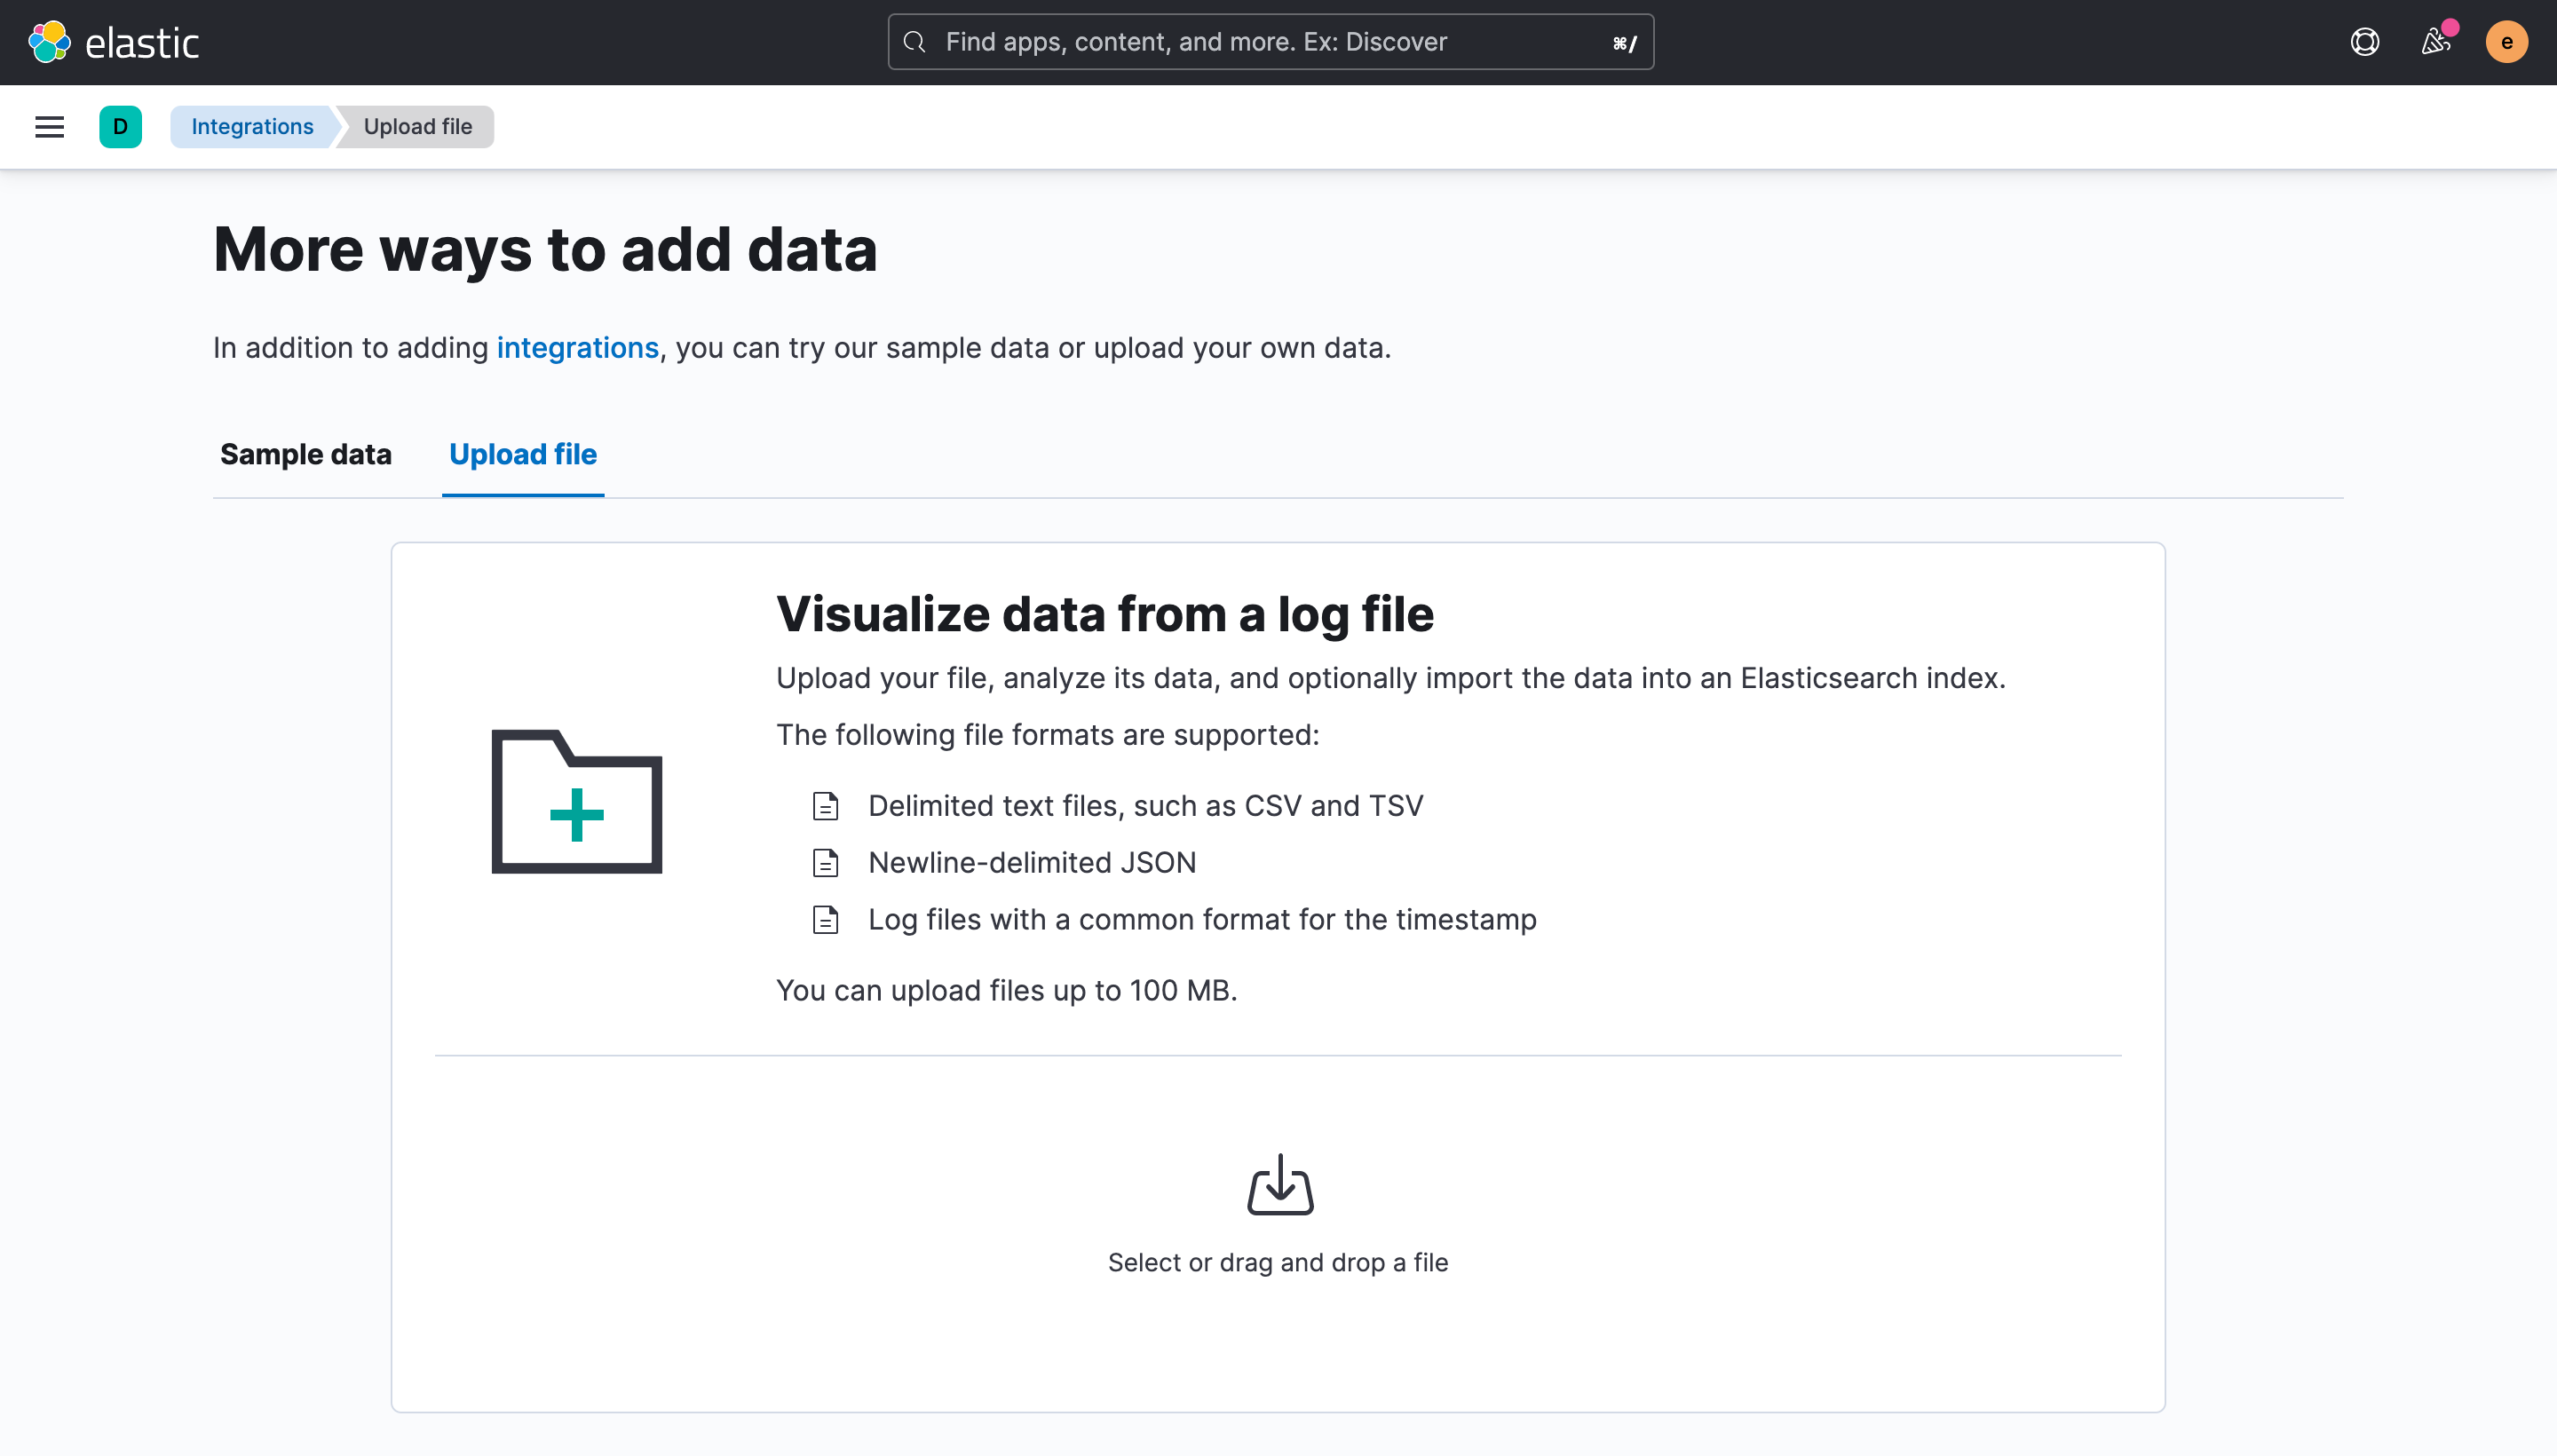 elastic
Find apps, content, and more. Ex: Discover
⌘/
e
D
Integrations
Upload file
More ways to add data
In addition to adding integrations, you can try our sample data or upload your own data.
Sample data
Upload file
Visualize data from a log file
Upload your file, analyze its data, and optionally import the data into an Elasticsearch index.
The following file formats are supported:
Delimited text files, such as CSV and TSV
Newline-delimited JSON
Log files with a common format for the timestamp
You can upload files up to 100 MB.
Select or drag and drop a file